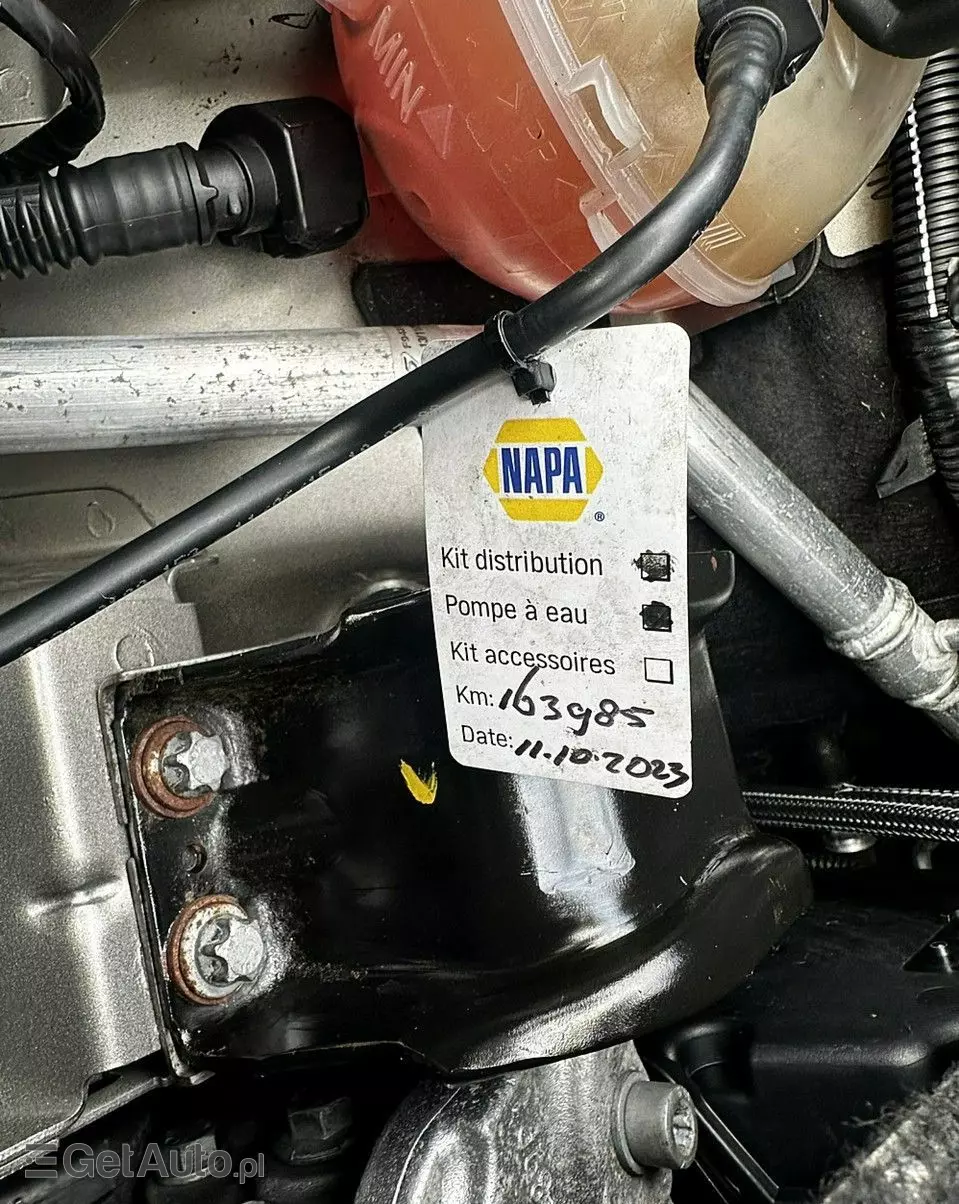 MIN
NAPA
®
Kit distribution
Pompe à eau
Kit accessoires
Km: 163985
Date: 11.10.2023
GetAuto.pl